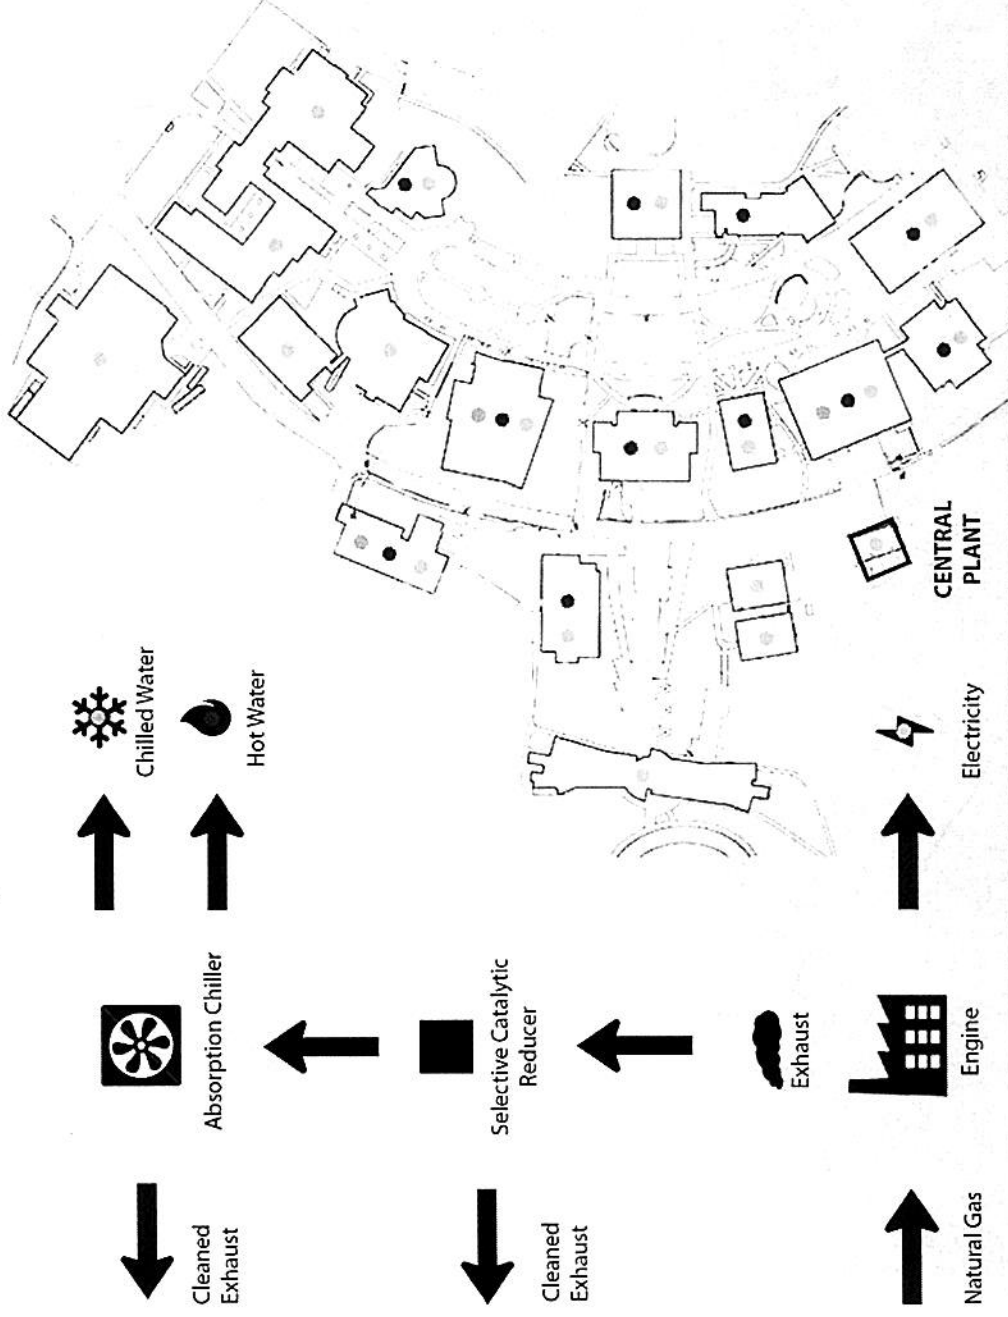 Cleaned
Exhaust
Absorption Chiller
Chilled Water
Hot Water
Cleaned
Exhaust
Selective Catalytic
Reducer
Exhaust
Natural Gas
Engine
Electricity
CENTRAL
PLANT